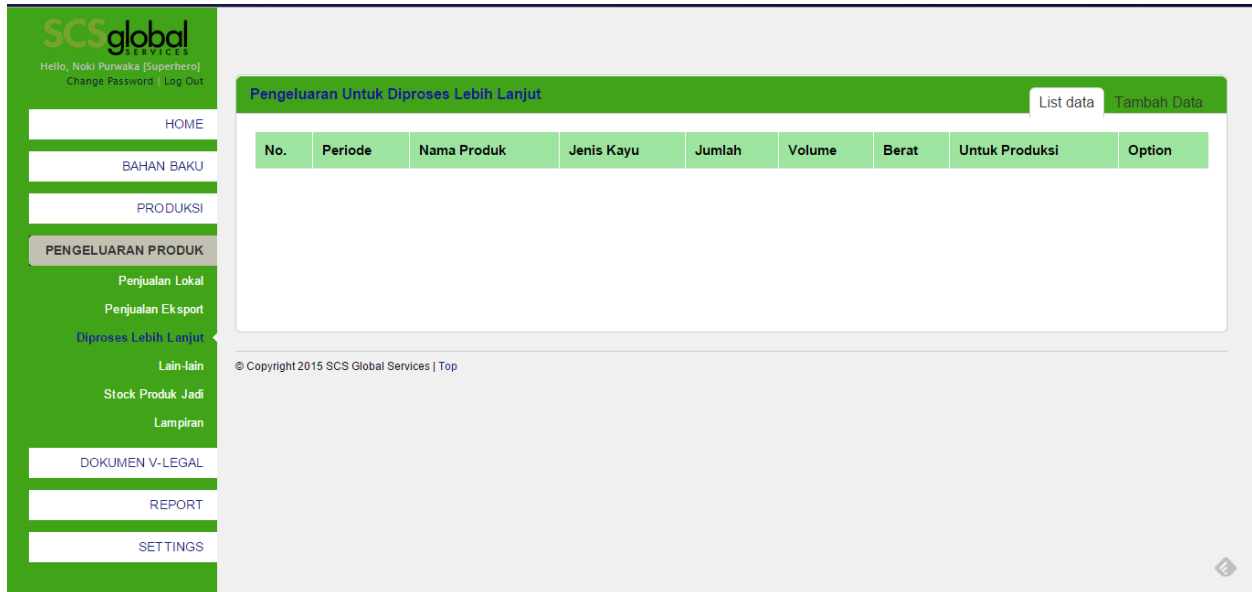 SCSglobal
SERVICES
Hello, Noki Purwaka [Superhero]
Change Password | Log Out
HOME
BAHAN BAKU
PRODUKSI
PENGELUARAN PRODUK
Penjualan Lokal
Penjualan Eksport
Diproses Lebih Lanjut
Lain-lain
Stock Produk Jadi
Lampiran
DOKUMEN V-LEGAL
REPORT
SETTINGS
Pengeluaran Untuk Diproses Lebih Lanjut
List data Tambah Data
No. Periode Nama Produk Jenis Kayu Jumlah Volume Berat Untuk Produksi Option
© Copyright 2015 SCS Global Services | Top